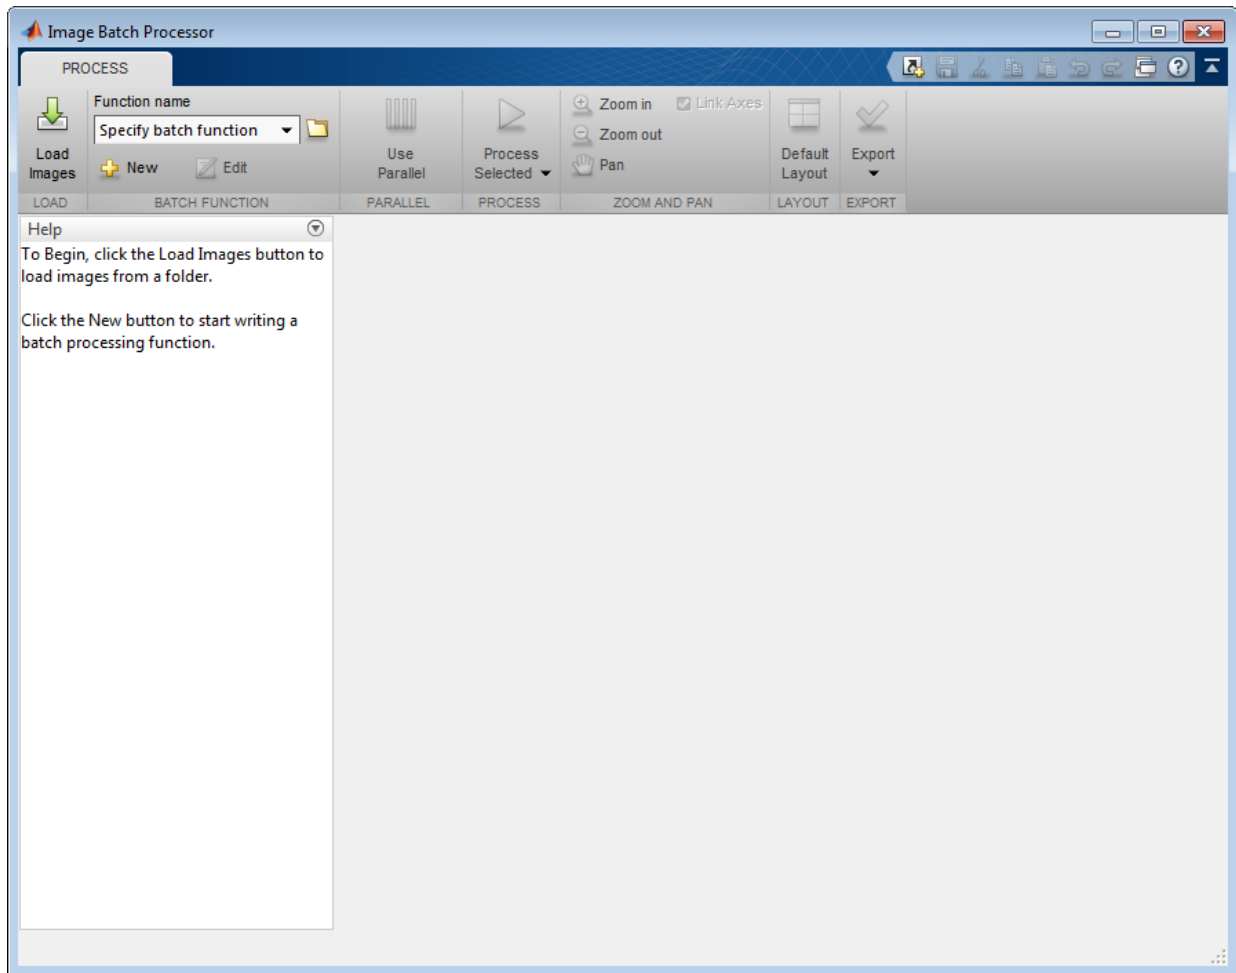 Image Batch Processor
PROCESS
Load
Images
Function name
Specify batch function
New
Edit
Use
Parallel
Process
Selected
Zoom in
Link Axes
Zoom out
Pan
Default
Layout
Export
LOAD
BATCH FUNCTION
PARALLEL
PROCESS
ZOOM AND PAN
LAYOUT
EXPORT
Help
To Begin, click the Load Images button to
load images from a folder.
Click the New button to start writing a
batch processing function.